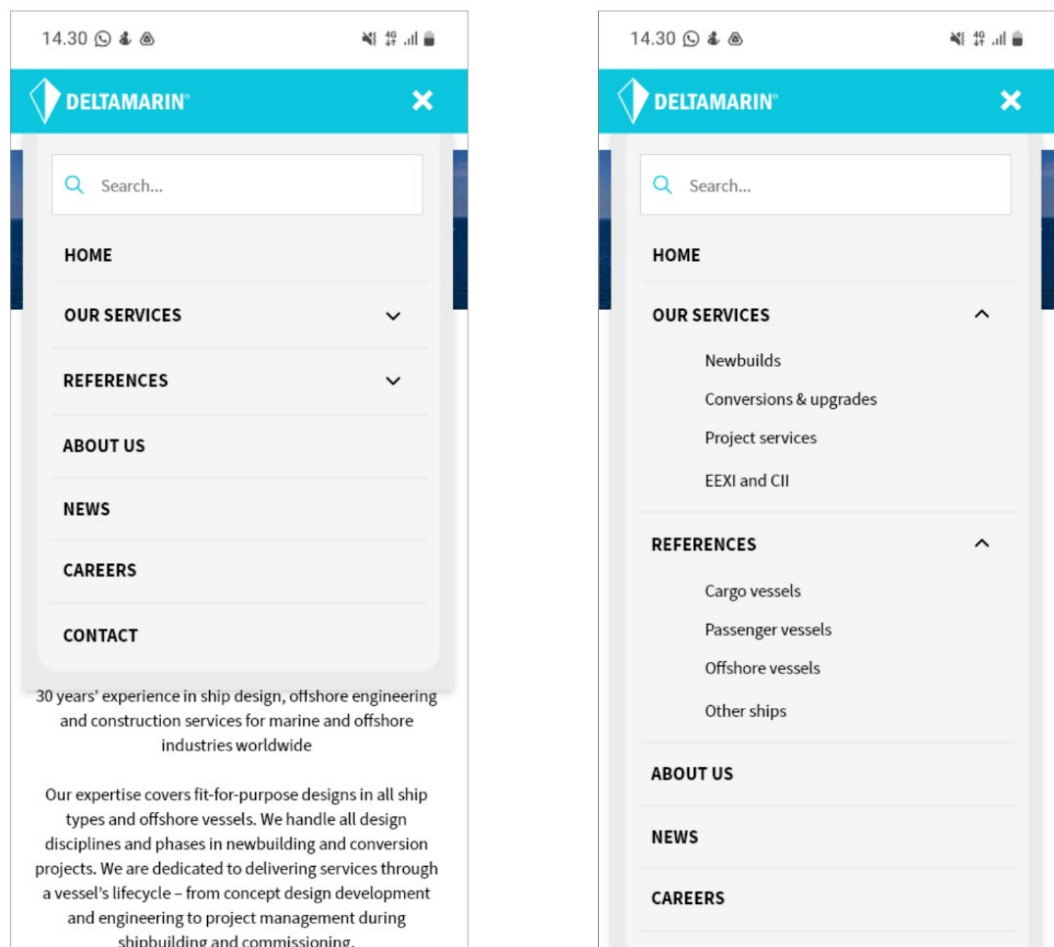 14.30
4G
DELTAMARIN®
Search...
HOME
OUR SERVICES
REFERENCES
ABOUT US
NEWS
CAREERS
CONTACT
30 years' experience in ship design, offshore engineering
and construction services for marine and offshore
industries worldwide
Our expertise covers fit-for-purpose designs in all ship
types and offshore vessels. We handle all design
disciplines and phases in newbuilding and conversion
projects. We are dedicated to delivering services through
a vessel's lifecycle – from concept design development
and engineering to project management during
shipbuilding and commissioning.
14.30
4G
DELTAMARIN®
Search...
HOME
OUR SERVICES
Newbuilds
Conversions & upgrades
Project services
EEXI and CII
REFERENCES
Cargo vessels
Passenger vessels
Offshore vessels
Other ships
ABOUT US
NEWS
CAREERS